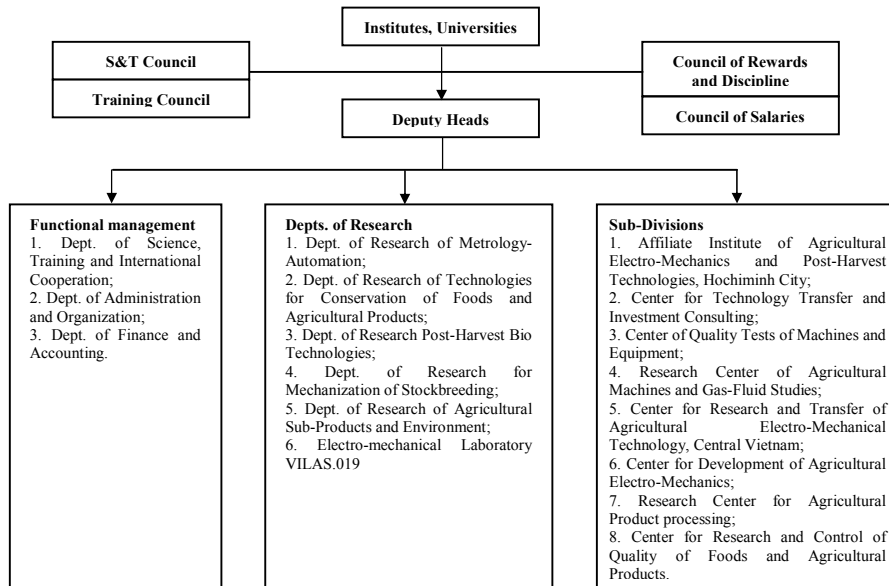 Institutes, Universities
S&T Council
Training Council
Council of Rewards
and Discipline
Council of Salaries
Deputy Heads
Functional management
1. Dept. of Science,
Training and International
Cooperation;
2. Dept. of Administration
and Organization;
3. Dept. of Finance and
Accounting.
Depts. of Research
1. Dept. of Research of Metrology-
Automation;
2. Dept. of Research of Technologies
for Conservation of Foods and
Agricultural Products;
3. Dept. of Research Post-Harvest Bio
Technologies;
4. Dept. of Research for
Mechanization of Stockbreeding;
5. Dept. of Research of Agricultural
Sub-Products and Environment;
6. Electro-mechanical Laboratory
VILAS.019
Sub-Divisions
1. Affiliate Institute of Agricultural
Electro-Mechanics and Post-Harvest
Technologies, Hochiminh City;
2. Center for Technology Transfer and
Investment Consulting;
3. Center of Quality Tests of Machines and
Equipment;
4. Research Center of Agricultural
Machines and Gas-Fluid Studies;
5. Center for Research and Transfer of
Agricultural Electro-Mechanical
Technology, Central Vietnam;
6. Center for Development of Agricultural
Electro-Mechanics;
7. Research Center for Agricultural
Product processing;
8. Center for Research and Control of
Quality of Foods and Agricultural
Products.